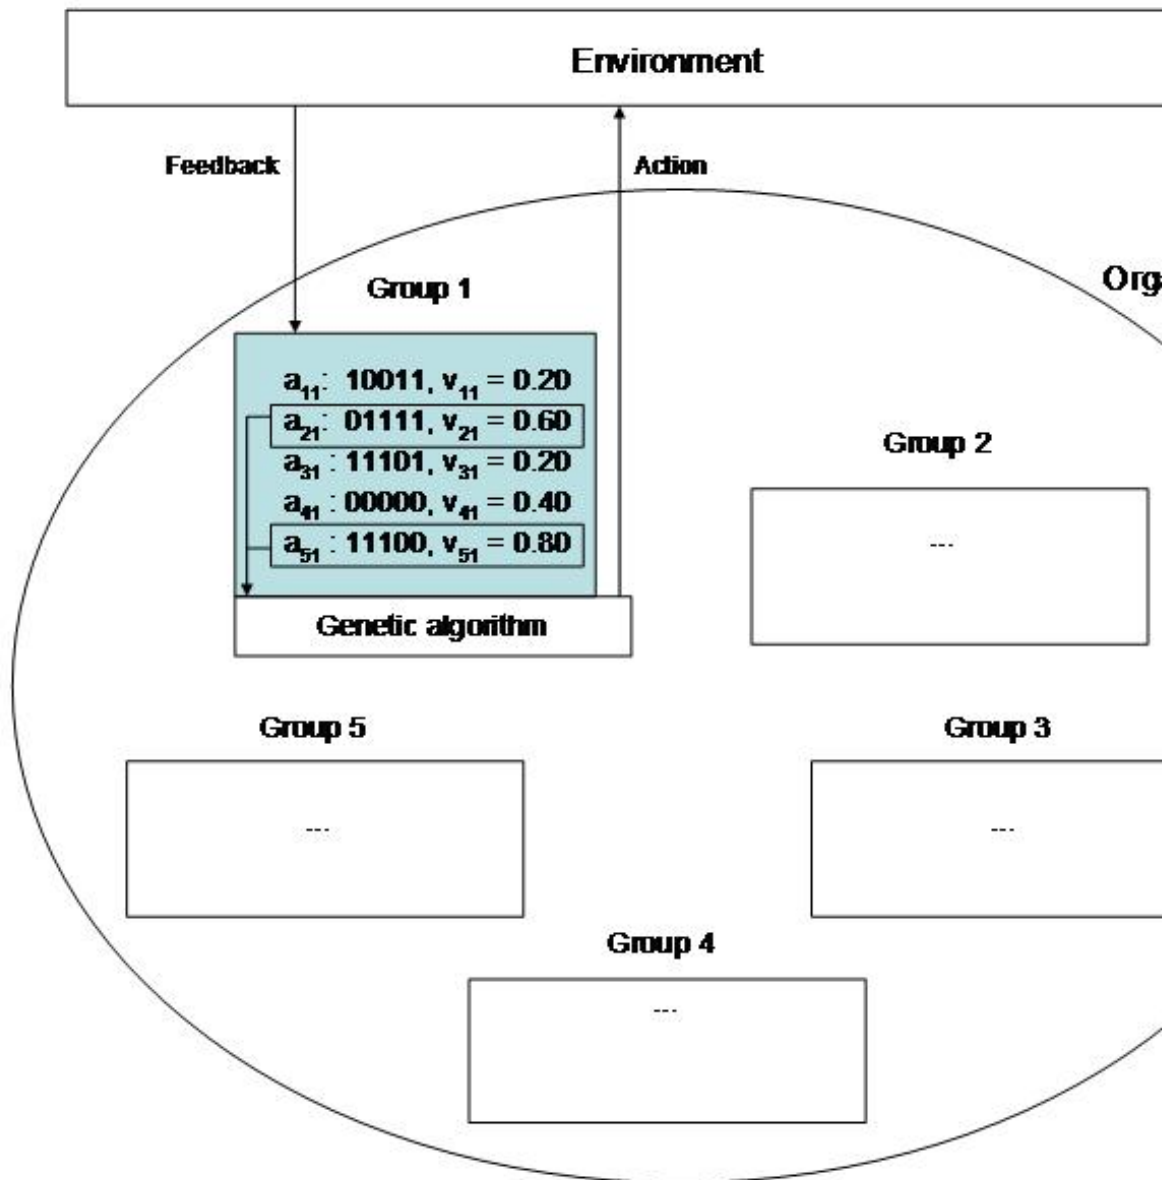 Environment
Feedback
Action
Orga
Group 1
a11: 10011, v11 = 0.20
a21: 01111, v21 = 0.60
a31 : 11101, v31 = 0.20
a41 : 00000, v41 = 0.40
a51 : 11100, v51 = 0.80
Genetic algorithm
Group 2
...
Group 5
...
Group 3
...
Group 4
...